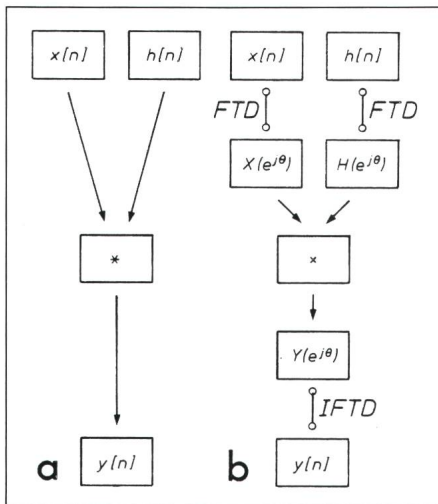 x[n] h[n] x[n] h[n]
FTD FTD
X(e^{jθ}) H(e^{jθ})
* ×
Y(e^{jθ})
IFTD
a y[n] b y[n]